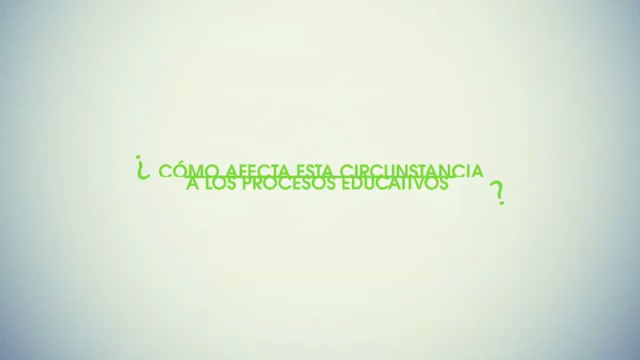 ¿CÓMO AFECTA ESTA CIRCUNSTANCIA
A LOS PROCESOS EDUCATIVOS?